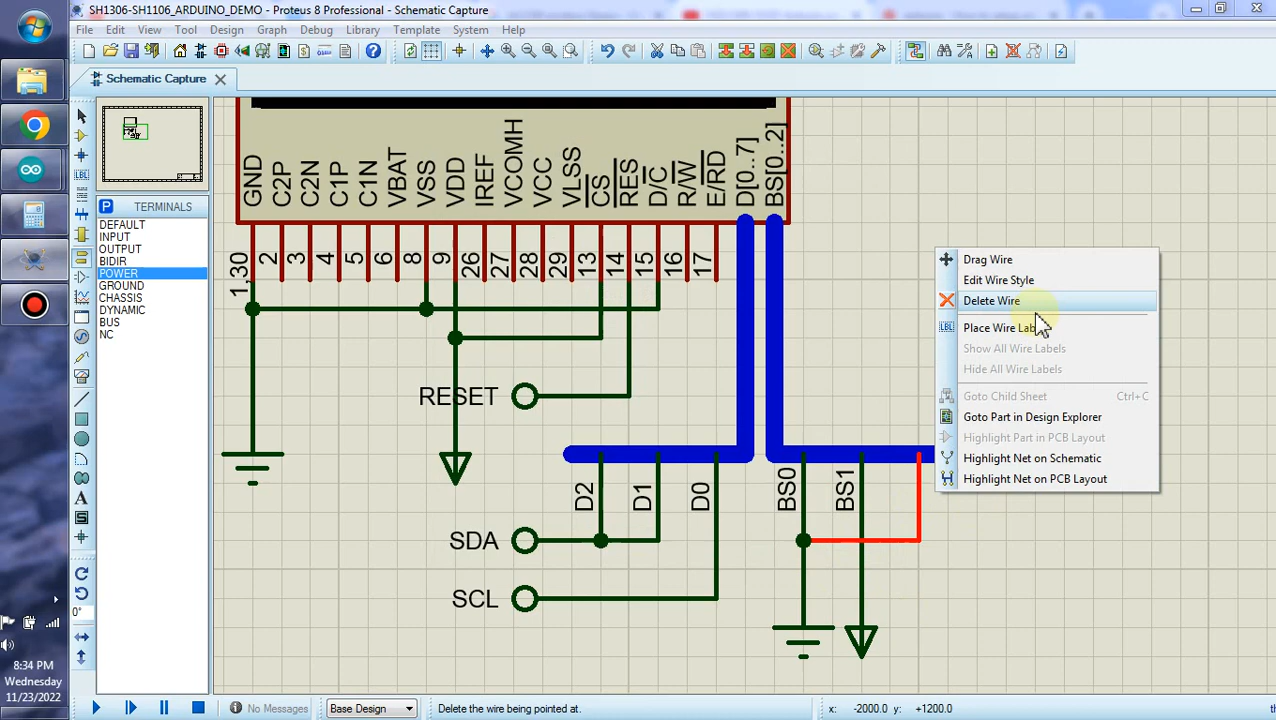 SH1306-SH1106_ARDUINO_DEMO - Proteus 8 Professional - Schematic Capture
File Edit View Tool Design Graph Debug Library Template System Help
Schematic Capture
P TERMINALS
DEFAULT
INPUT
OUTPUT
BIDIR
POWER
GROUND
CHASSIS
DYNAMIC
BUS
NC
GND
C2P
C2N
C1P
C1N
VBAT
VSS
VDD
IREF
VCOMH
VCC
VLSS
CS
RES
D/C
R/W
E/RD
D[0..7]
BS[0..2]
1,30
2
3
4
5
6
8
9
26
27
28
29
13
14
15
16
17
RESET
D2
D1
D0
BS0
BS1
SDA
SCL
Drag Wire
Edit Wire Style
Delete Wire
Place Wire Label
Show All Wire Labels
Hide All Wire Labels
Goto Child Sheet Ctrl+C
Goto Part in Design Explorer
Highlight Part in PCB Layout
Highlight Net on Schematic
Highlight Net on PCB Layout
LBL
LBL
0°
8:34 PM
Wednesday
11/23/2022
No Messages
Base Design
Delete the wire being pointed at.
x: -2000.0 y: +1200.0